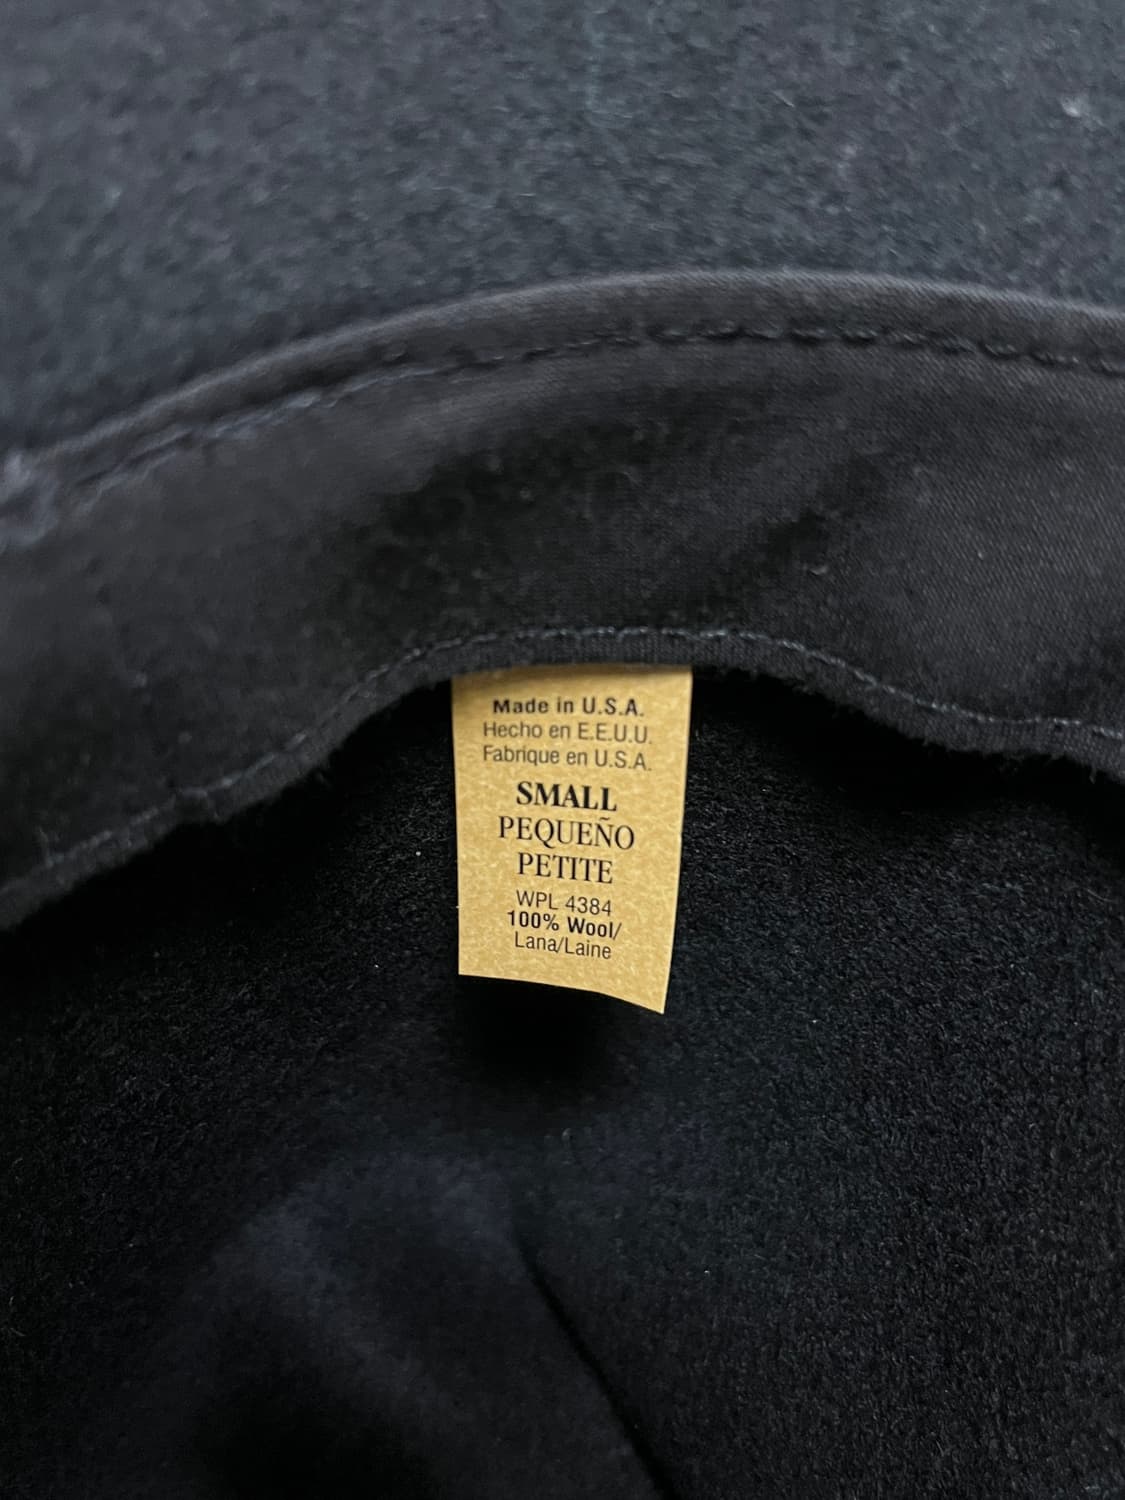 Made in U.S.A.
Hecho en E.E.U.U.
Fabrique en U.S.A.
SMALL
PEQUEÑO
PETITE
WPL 4384
100% Wool/
Lana/Laine